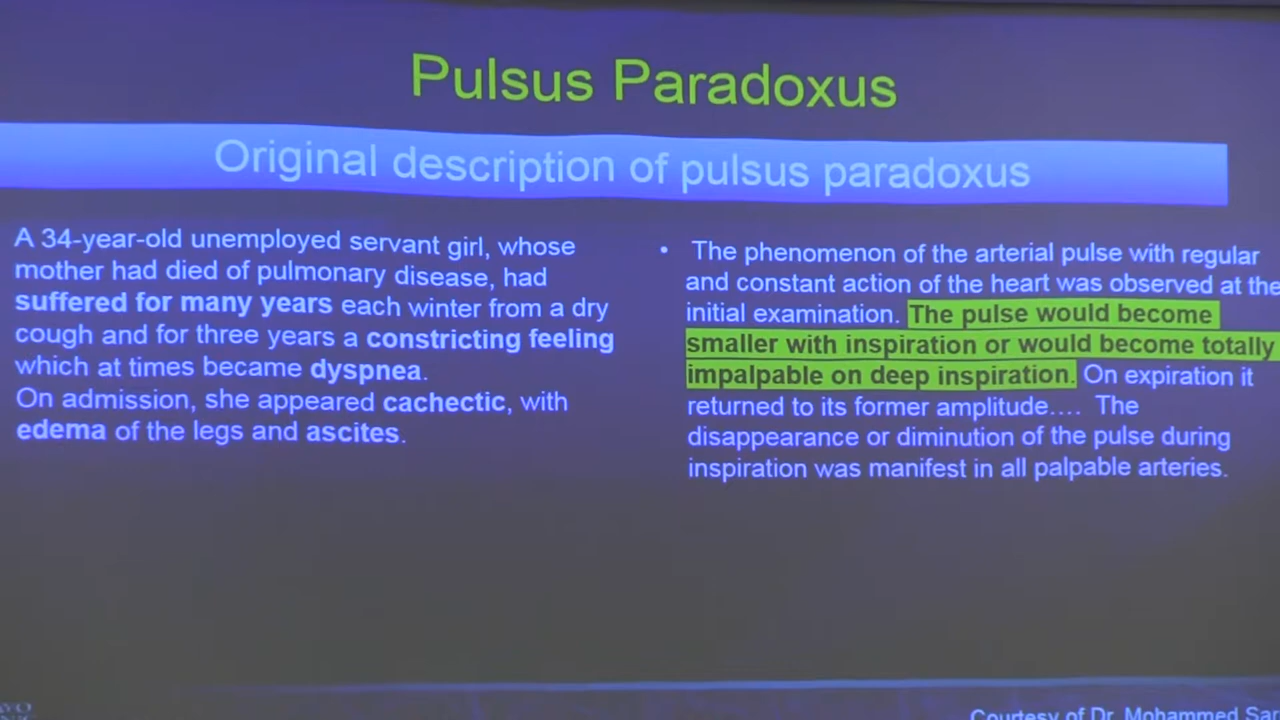 Pulsus Paradoxus
Original description of pulsus paradoxus
A 34-year-old unemployed servant girl, whose
mother had died of pulmonary disease, had
suffered for many years each winter from a dry
cough and for three years a constricting feeling
which at times became dyspnea.
On admission, she appeared cachectic, with
edema of the legs and ascites.
• The phenomenon of the arterial pulse with regular
and constant action of the heart was observed at the
initial examination. The pulse would become
smaller with inspiration or would become totally
impalpable on deep inspiration. On expiration it
returned to its former amplitude.... The
disappearance or diminution of the pulse during
inspiration was manifest in all palpable arteries.
Courtesy of Dr. Mohammed